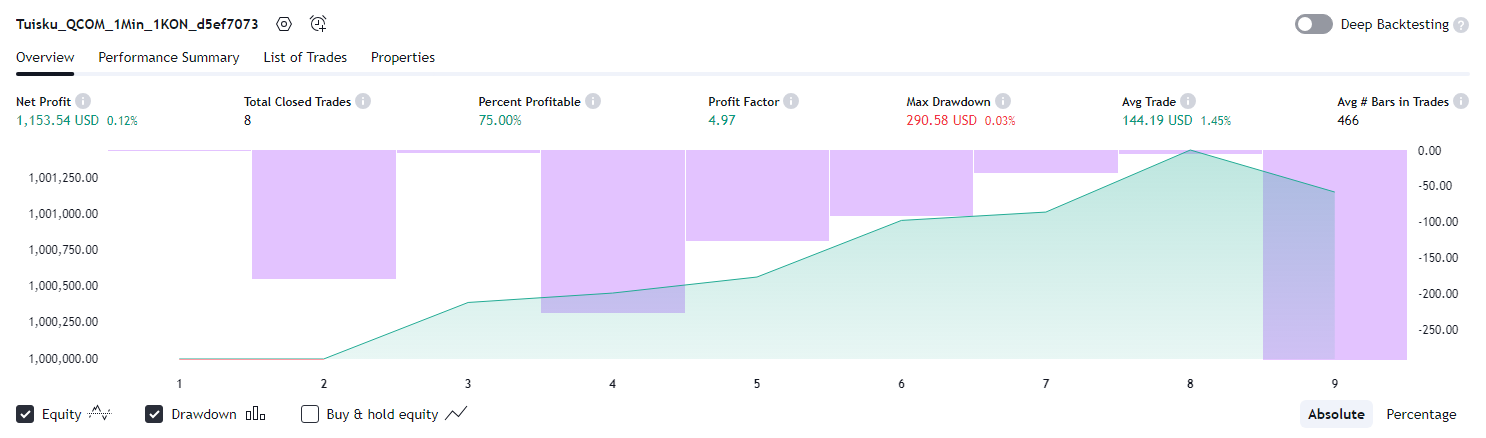 Tuisku_QCOM_1Min_1KON_d5ef7073 Deep Backtesting
Overview Performance Summary List of Trades Properties
Net Profit Total Closed Trades Percent Profitable Profit Factor Max Drawdown Avg Trade Avg # Bars in Trades
1,153.54 USD 0.12% 8 75.00% 4.97 290.58 USD 0.03% 144.19 USD 1.45% 466
0.00
1,001,250.00 -50.00
1,001,000.00 -100.00
1,000,750.00 -150.00
1,000,500.00 -200.00
1,000,250.00 -250.00
1,000,000.00
1 2 3 4 5 6 7 8 9
Equity Drawdown Buy & hold equity Absolute Percentage